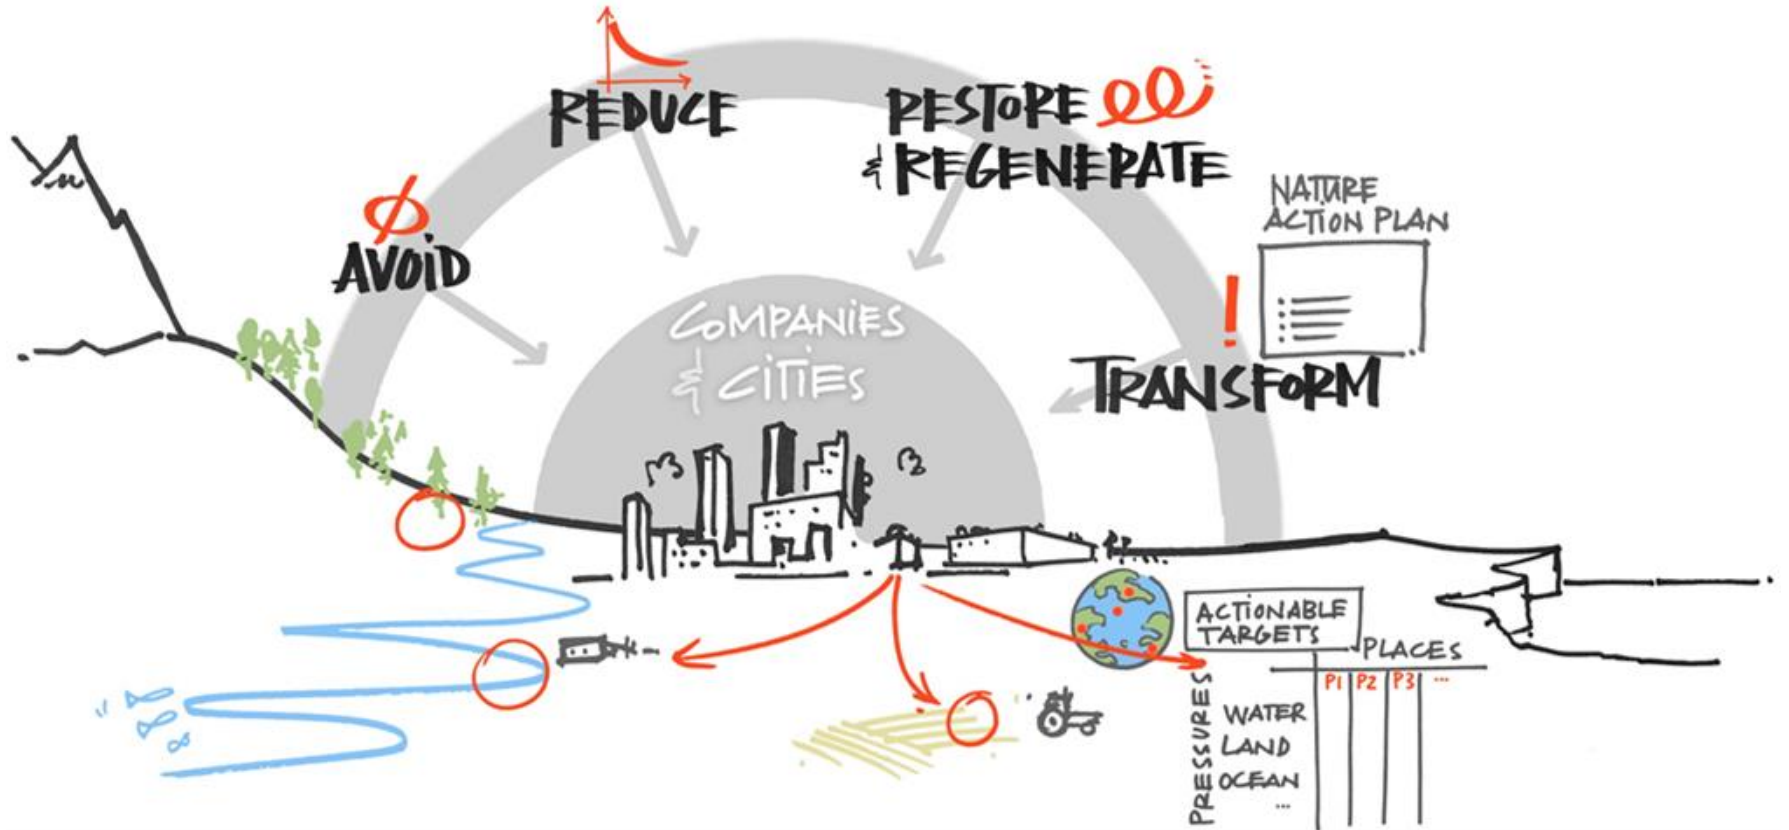 REDUCE
RESTORE
& REGENERATE
NATURE
ACTION PLAN
AVOID
!
TRANSFORM
COMPANIES
& CITIES
ACTIONABLE
TARGETS
PLACES
P1 P2 P3 ...
PRESSURES
WATER
LAND
OCEAN
...